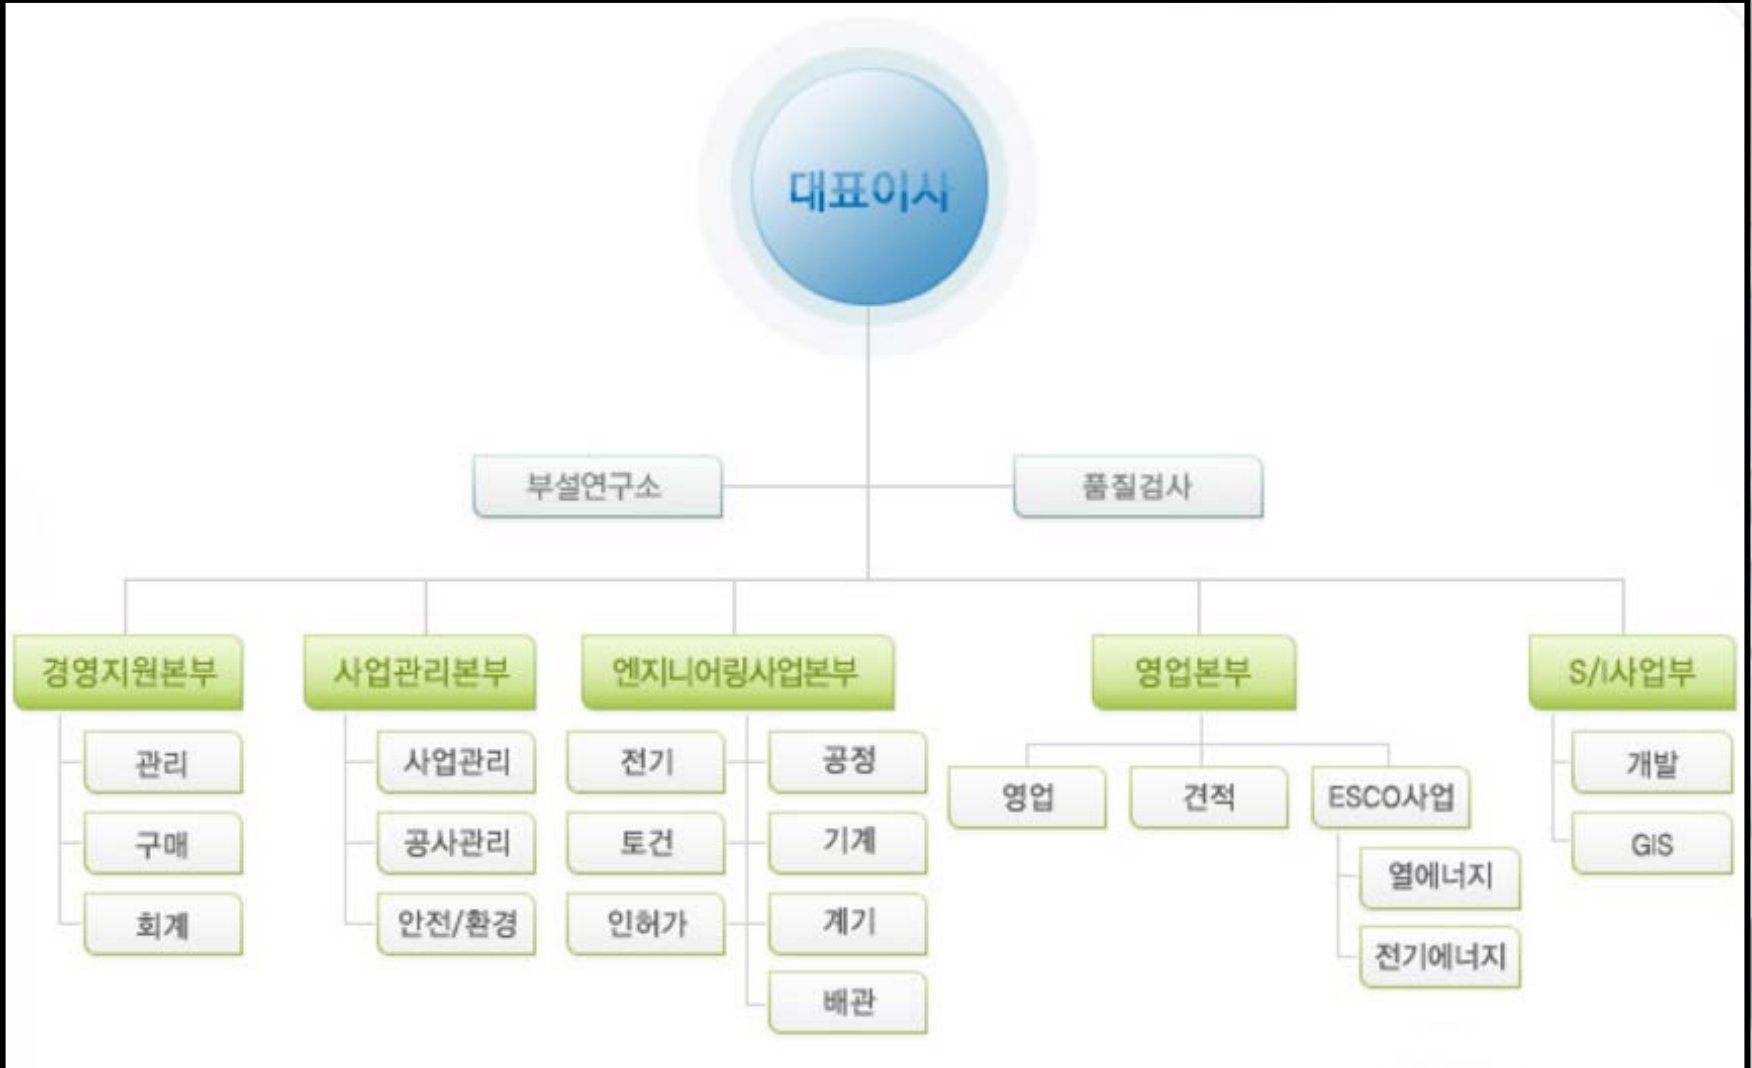 대표이사
부설연구소
품질검사
경영지원본부
관리
구매
회계
사업관리본부
사업관리
공사관리
안전/환경
엔지니어링사업본부
전기
공정
토건
기계
인허가
계기
배관
영업본부
영업
견적
ESCO사업
열에너지
전기에너지
S/I사업부
개발
GIS